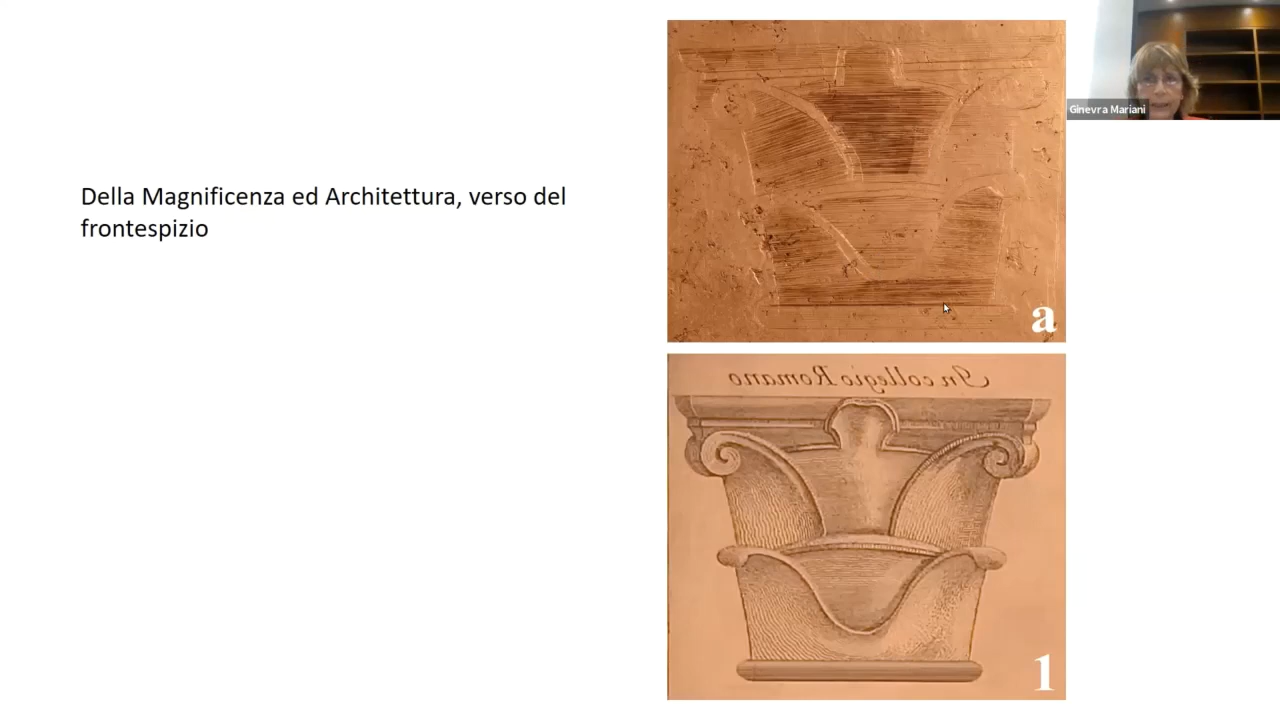 Della Magnificenza ed Architettura, verso del
frontespizio
Ginevra Mariani
a
In collegio Romano
1